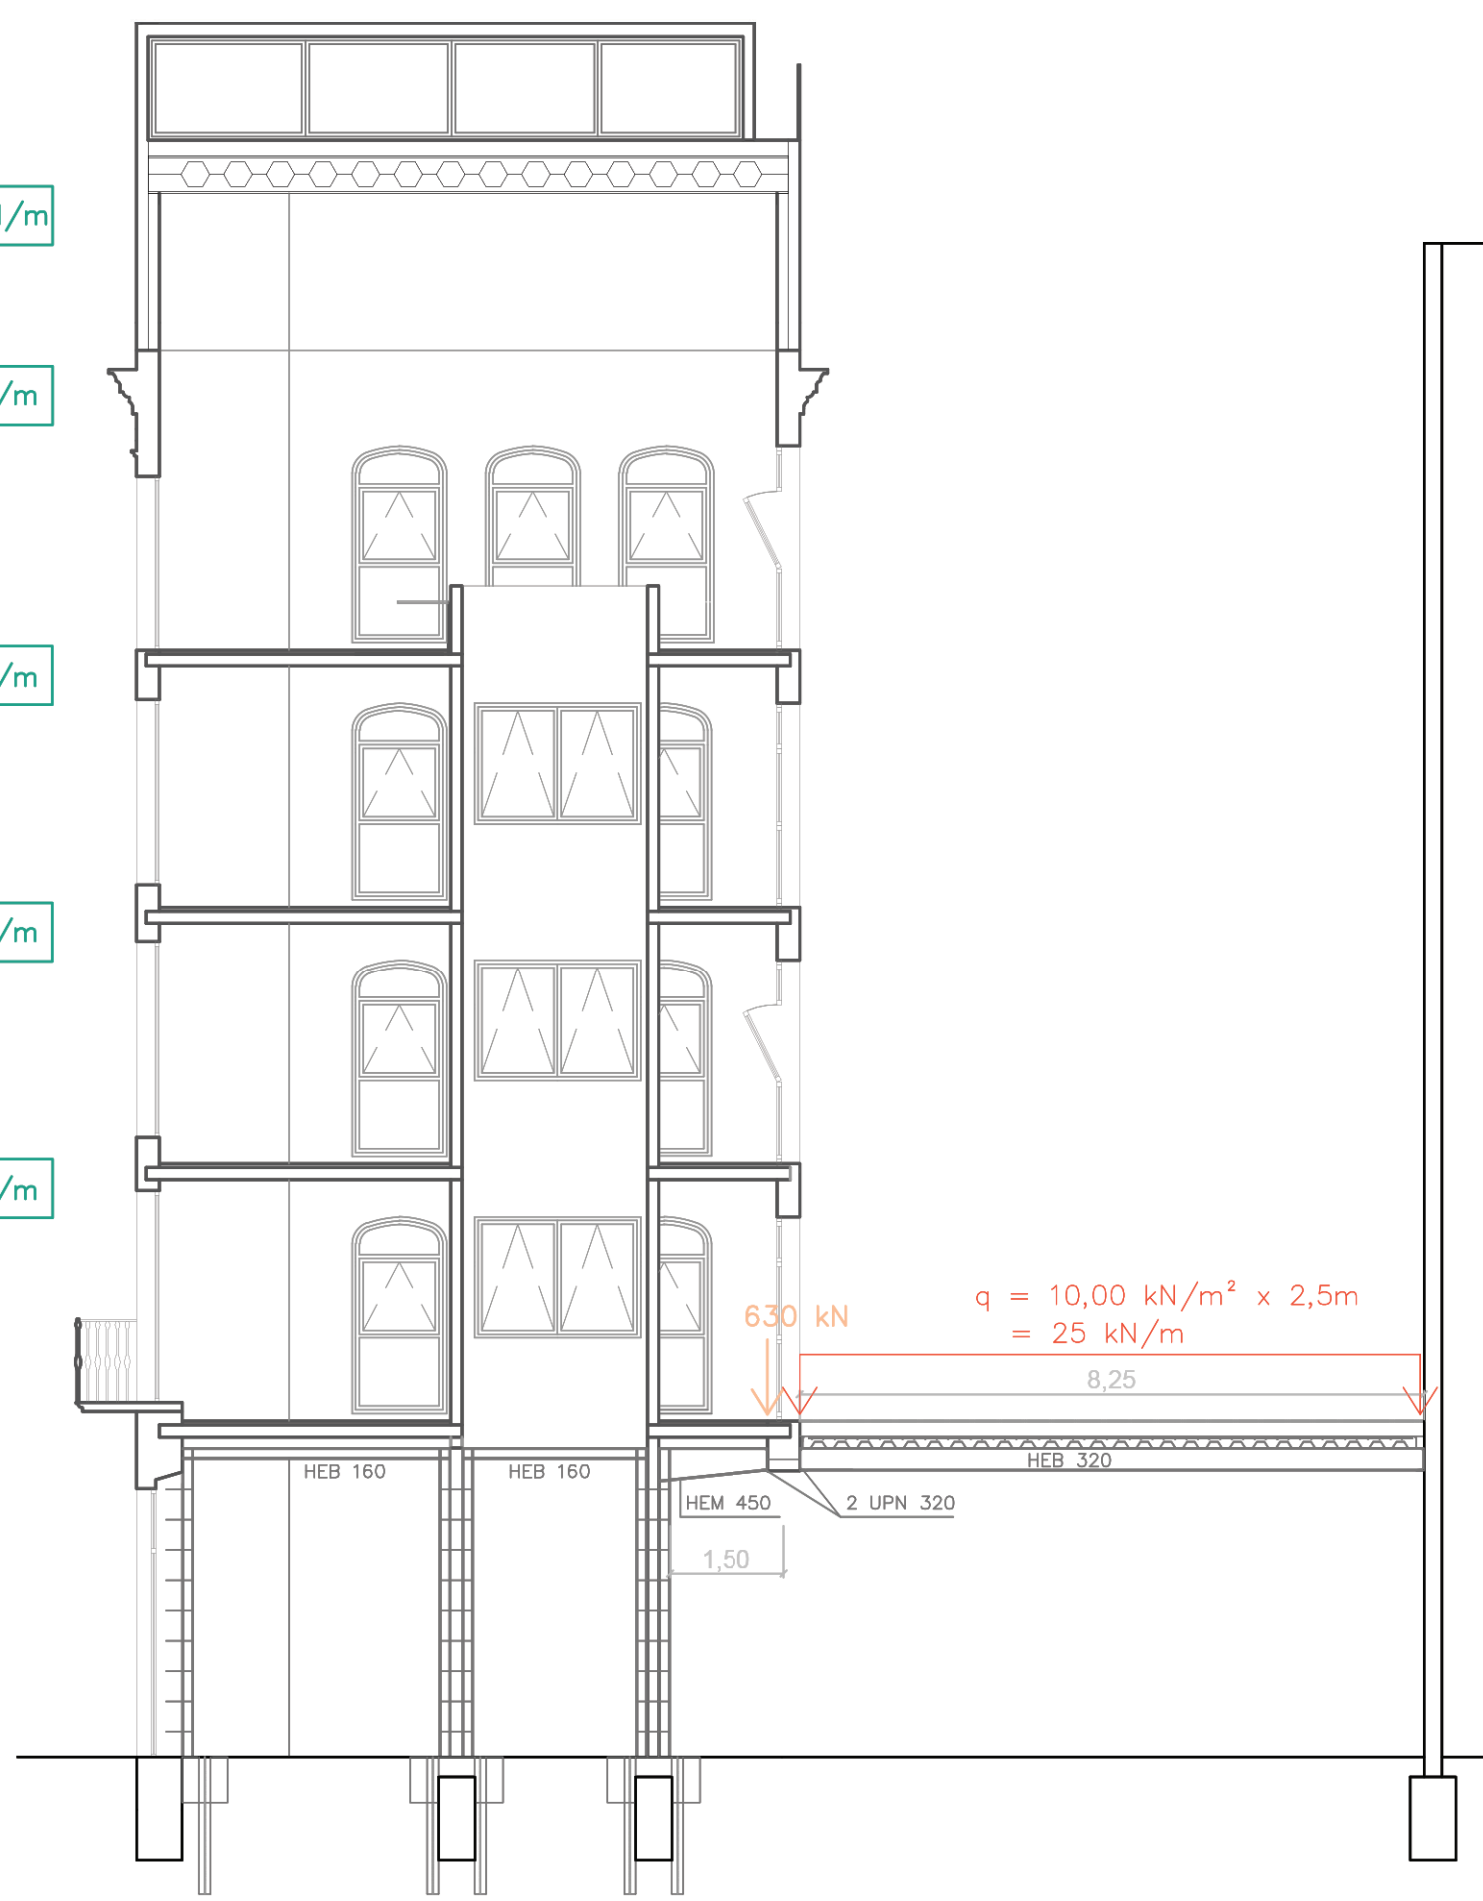 /m
/m
/m
/m
/m
630 kN
q = 10,00 kN/m² x 2,5m
= 25 kN/m
8,25
HEB 160
HEB 160
HEB 320
HEM 450
2 UPN 320
1,50